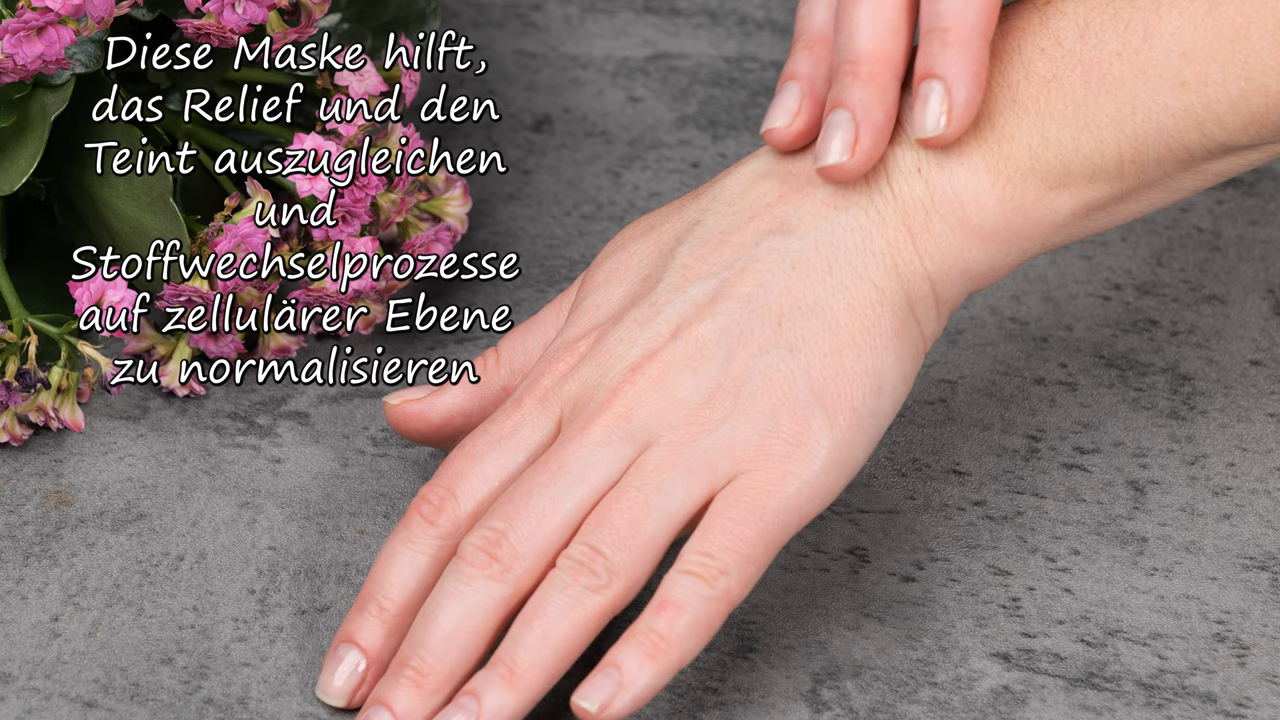 Diese Maske hilft,
das Relief und den
Teint auszugleichen
und
Stoffwechselprozesse
auf zellulärer Ebene
zu normalisieren